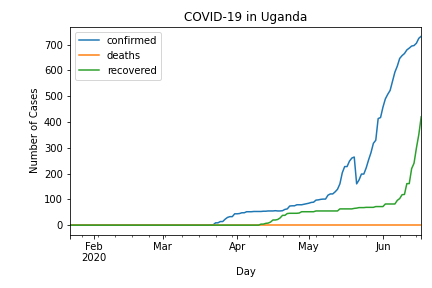 COVID-19 in Uganda
confirmed
deaths
recovered
Number of Cases
700
600
500
400
300
200
100
0
Feb
2020
Mar
Apr
May
Jun
Day